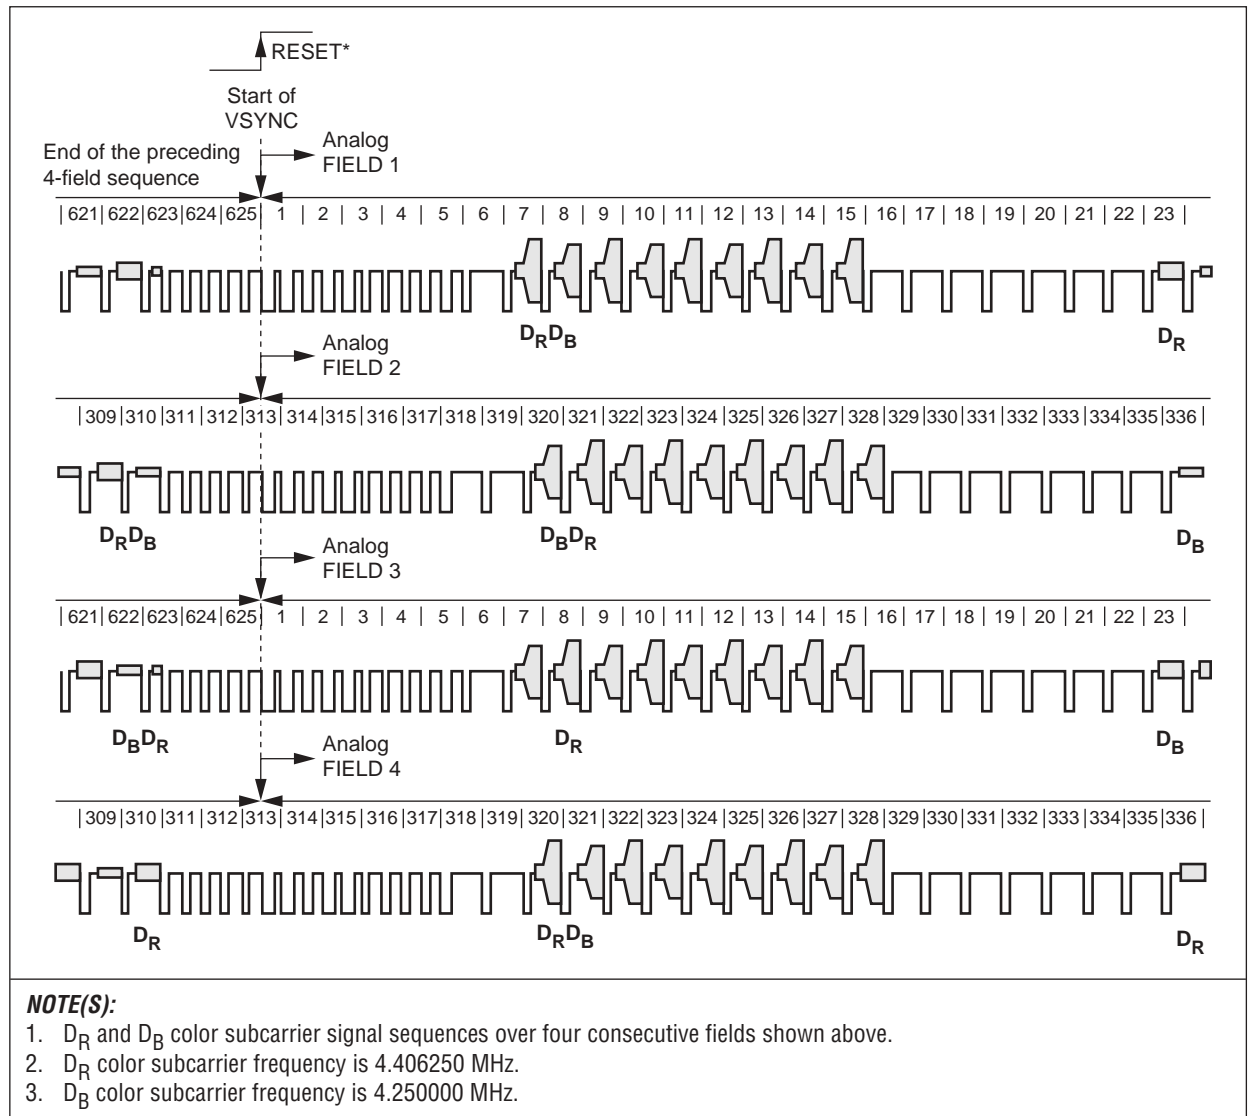 RESET*
Start of
VSYNC
Analog
FIELD 1
End of the preceding
4-field sequence
| 621| 622|623|624|625| 1 | 2 | 3 | 4 | 5 | 6 | 7 | 8 | 9 | 10 | 11 | 12 | 13 | 14 | 15 | 16 | 17 | 18 | 19 | 20 | 21 | 22 | 23 |
DRDB DR
Analog
FIELD 2
|309|310|311|312|313|314|315|316|317|318|319|320|321|322|323|324|325|326|327|328|329|330|331|332|333|334|335|336|
DRDB DBDR DB
Analog
FIELD 3
|621| 622|623|624|625| 1 | 2 | 3 | 4 | 5 | 6 | 7 | 8 | 9 | 10 | 11 | 12 | 13 | 14 | 15 | 16 | 17 | 18 | 19 | 20 | 21 | 22 | 23 |
DBDR DR DB
Analog
FIELD 4
|309|310|311|312|313|314|315|316|317|318|319|320|321|322|323|324|325|326|327|328|329|330|331|332|333|334|335|336|
DR DRDB DR
NOTE(S):
1. DR and DB color subcarrier signal sequences over four consecutive fields shown above.
2. DR color subcarrier frequency is 4.406250 MHz.
3. DB color subcarrier frequency is 4.250000 MHz.